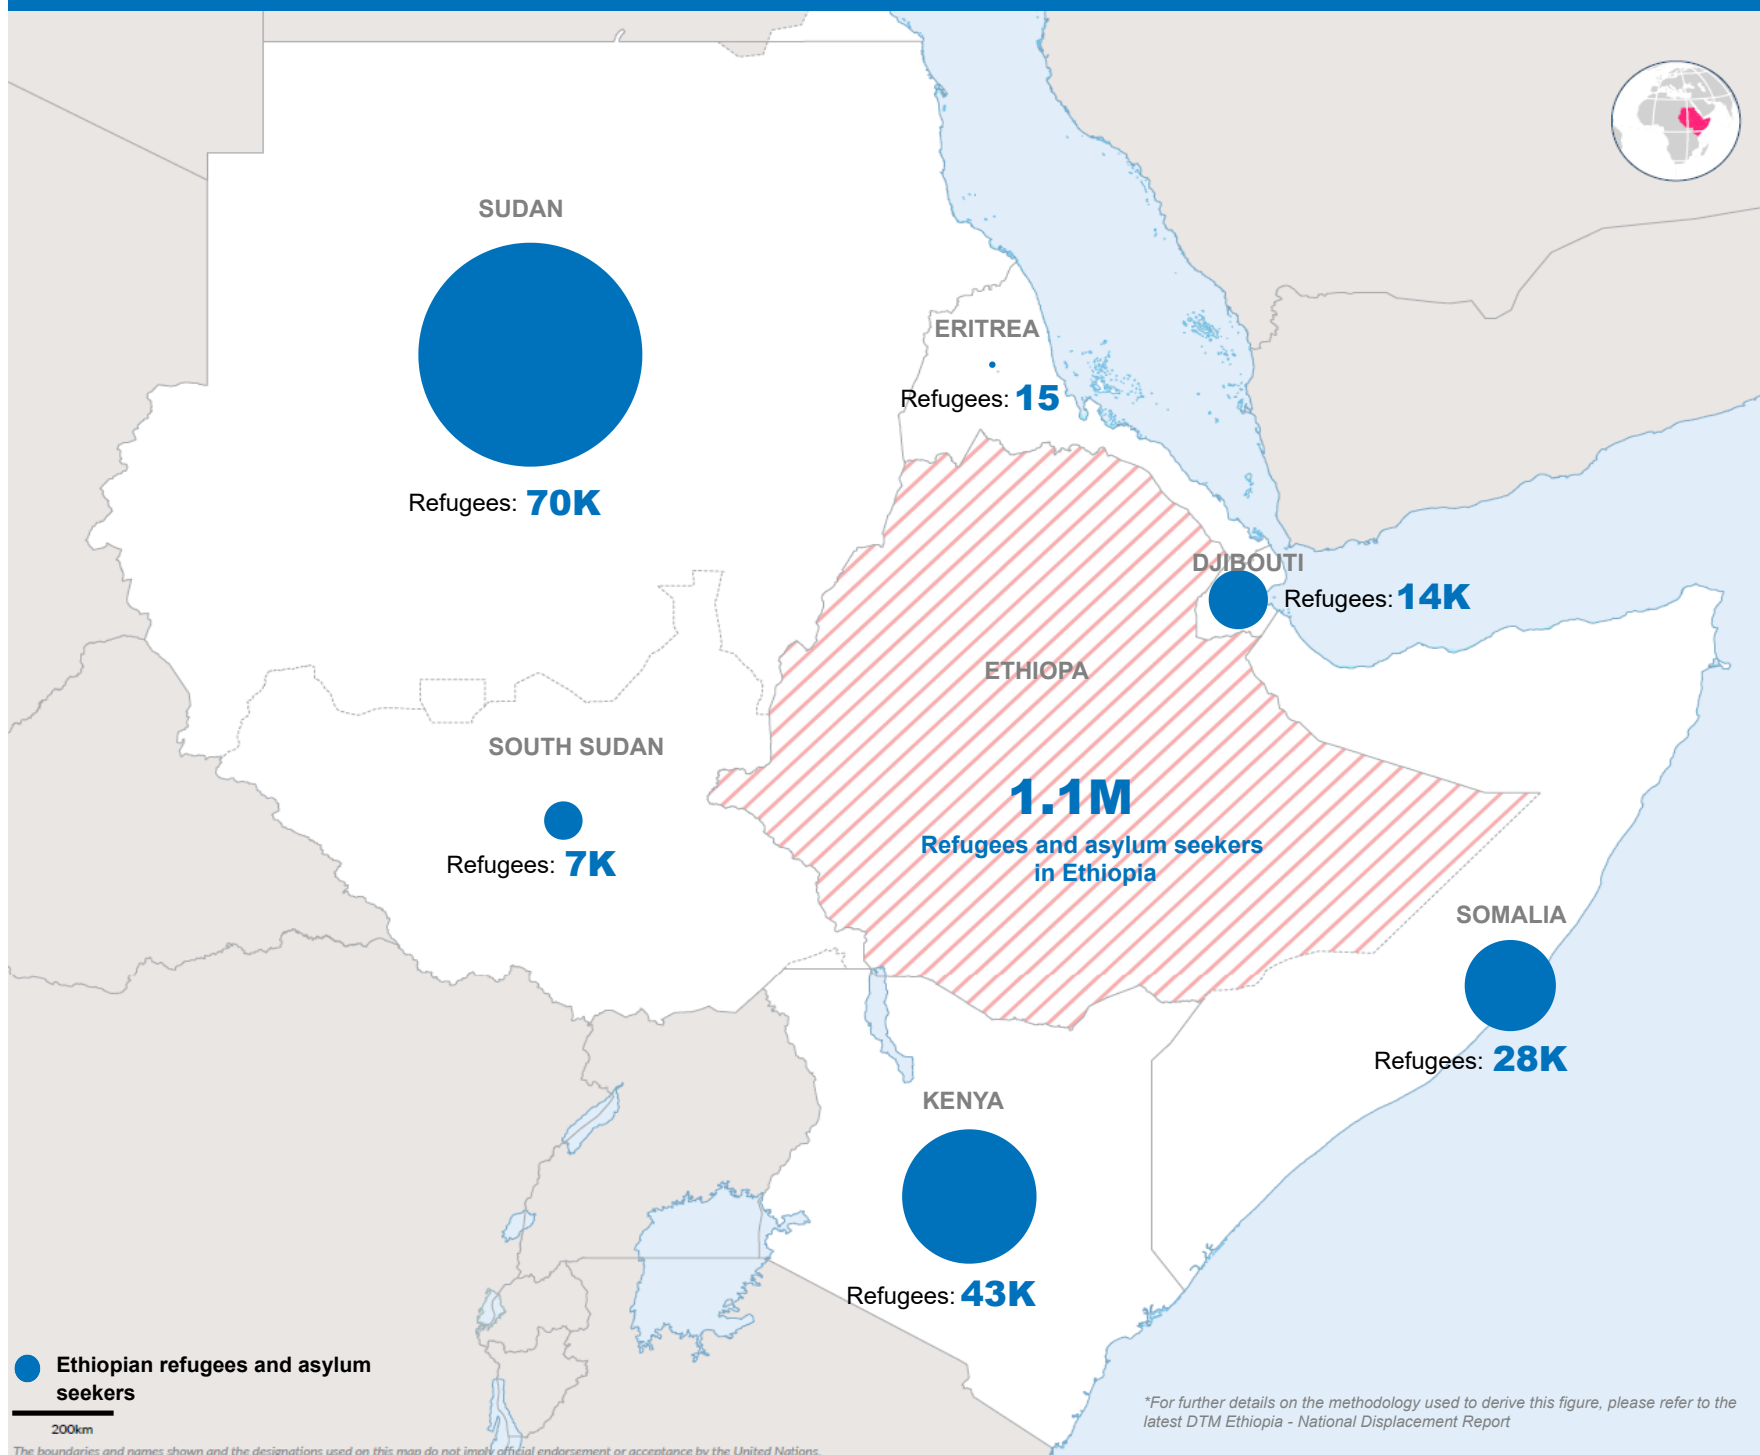 SUDAN
Refugees: 70K
ERITREA
Refugees: 15
DJIBOUTI
Refugees: 14K
ETHIOPA
1.1M
Refugees and asylum seekers
in Ethiopia
SOUTH SUDAN
Refugees: 7K
SOMALIA
Refugees: 28K
KENYA
Refugees: 43K
Ethiopian refugees and asylum
seekers
200km
*For further details on the methodology used to derive this figure, please refer to the
latest DTM Ethiopia - National Displacement Report
The boundaries and names shown and the designations used on this map do not imply official endorsement or acceptance by the United Nations.